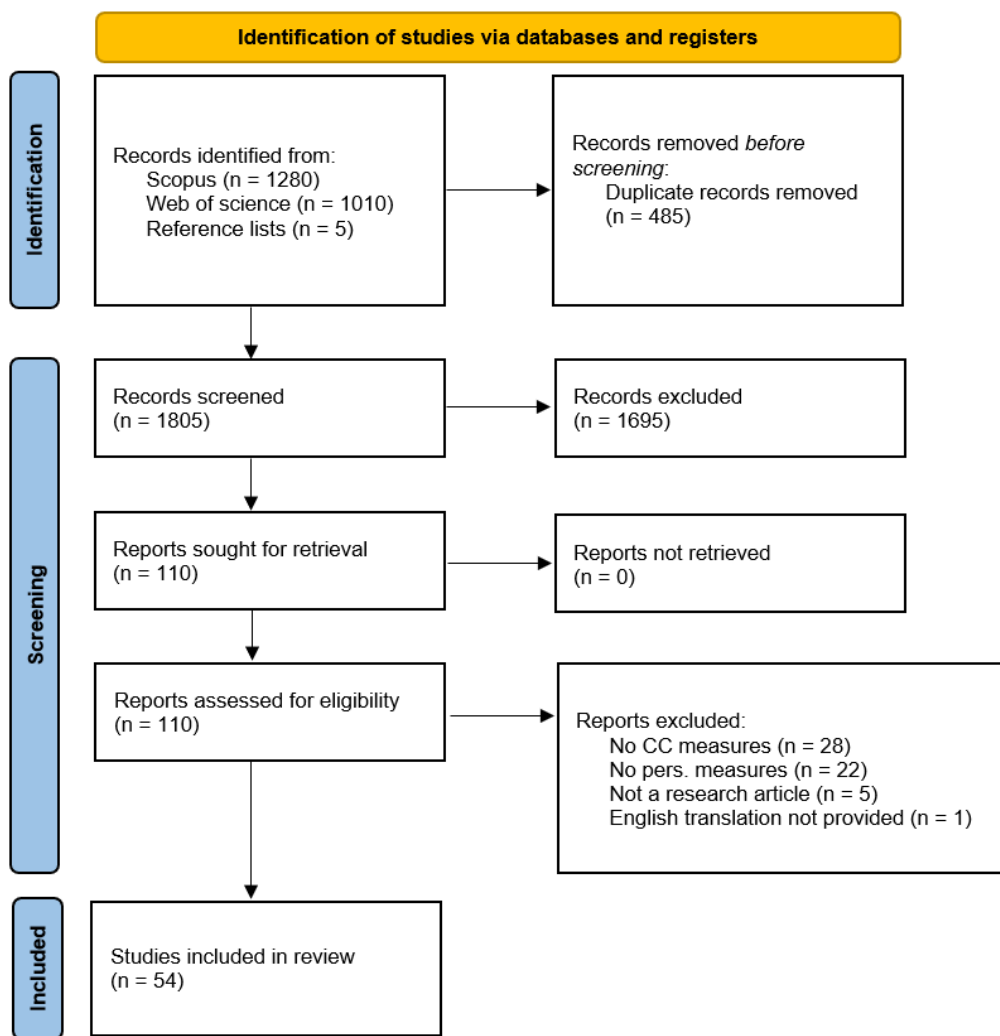 Identification of studies via databases and registers
Identification
Records identified from:
Scopus (n = 1280)
Web of science (n = 1010)
Reference lists (n = 5)
Records removed before
screening:
Duplicate records removed
(n = 485)
Screening
Records screened
(n = 1805)
Records excluded
(n = 1695)
Reports sought for retrieval
(n = 110)
Reports not retrieved
(n = 0)
Reports assessed for eligibility
(n = 110)
Reports excluded:
No CC measures (n = 28)
No pers. measures (n = 22)
Not a research article (n = 5)
English translation not provided (n = 1)
Included
Studies included in review
(n = 54)